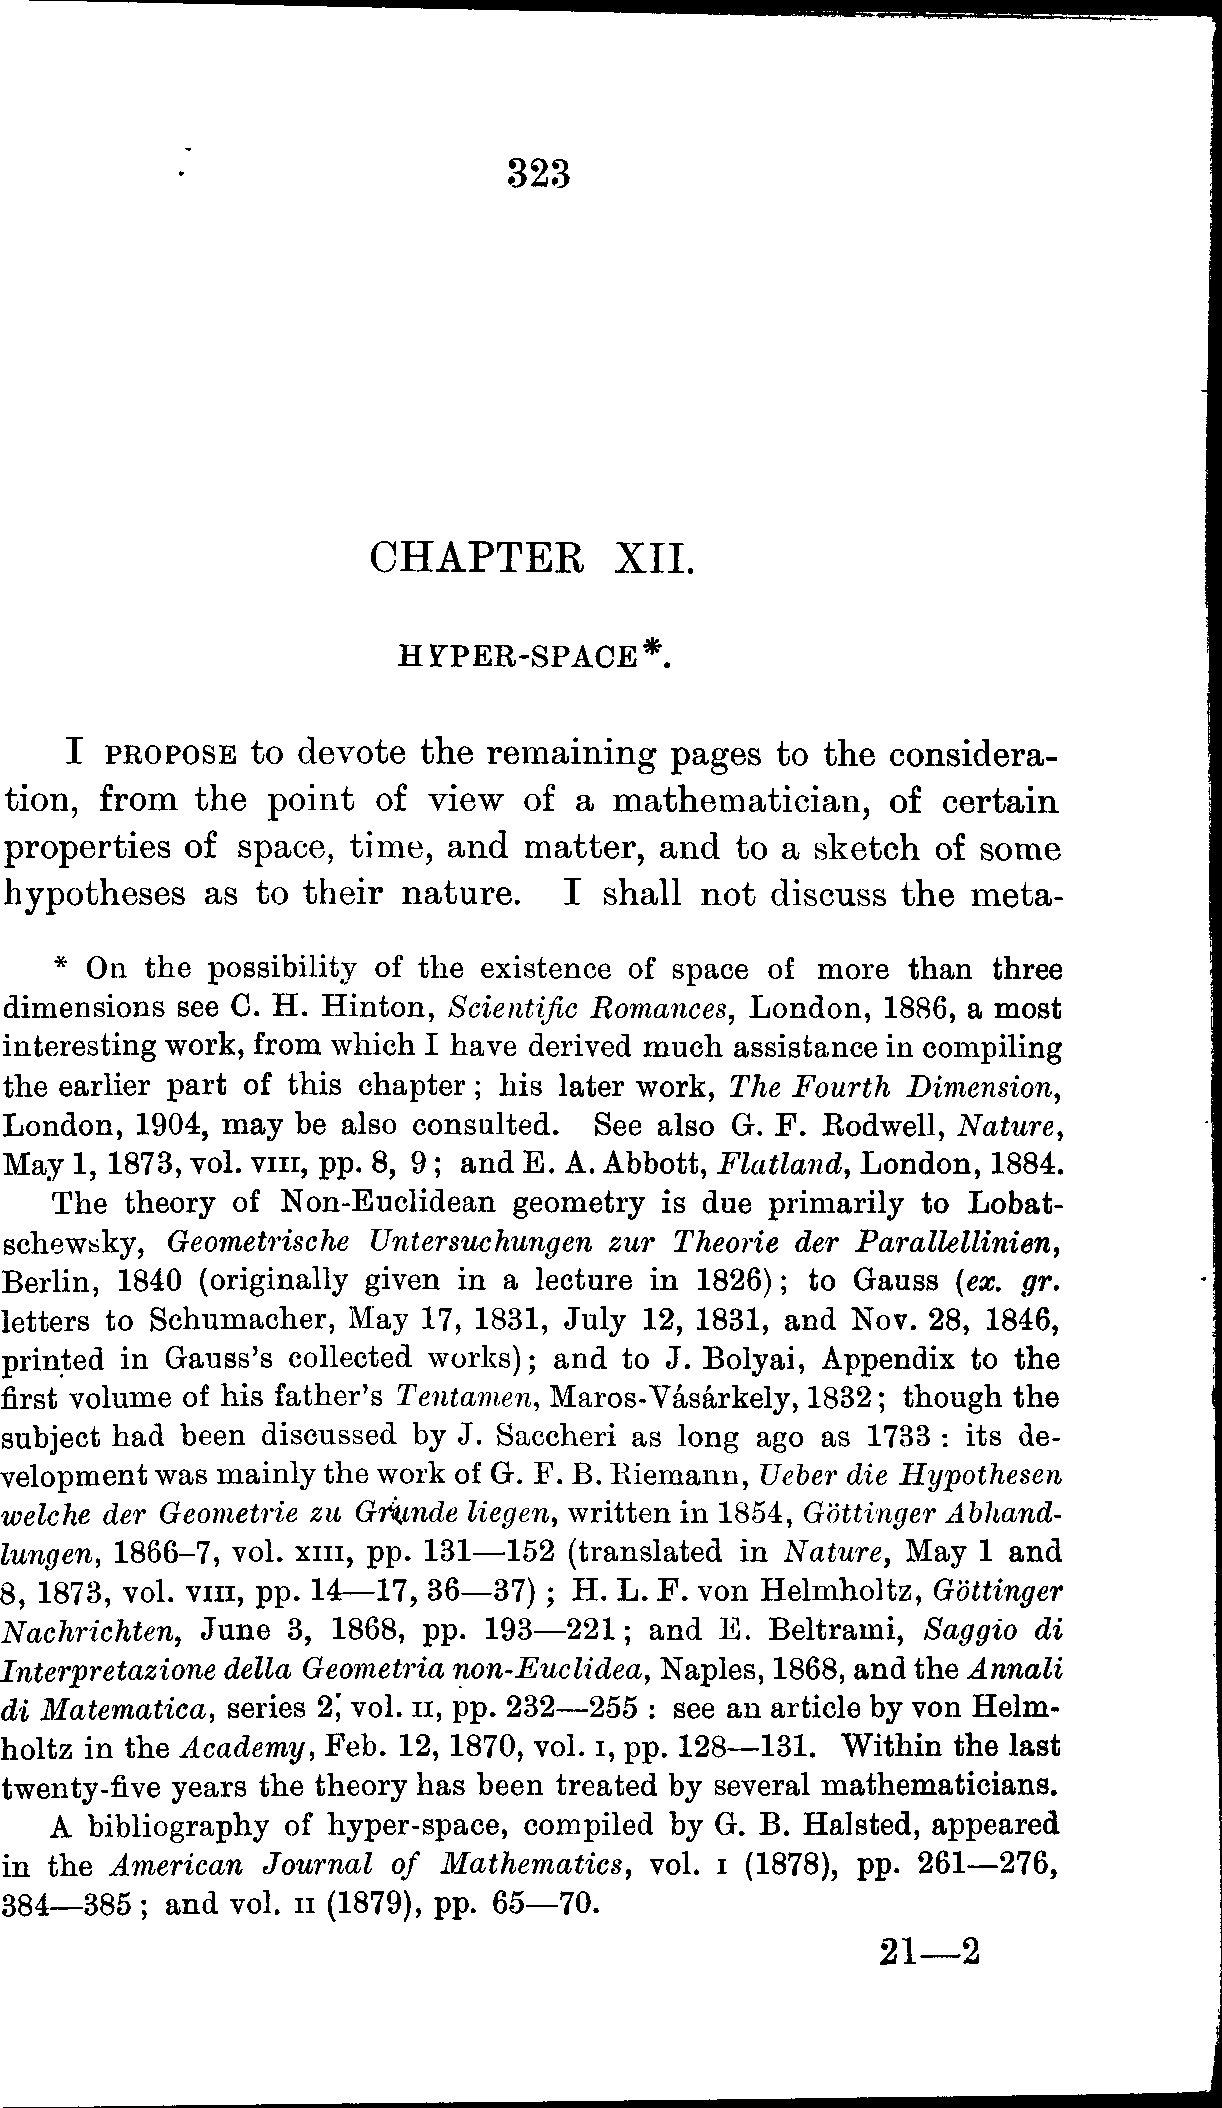 323
CHAPTER XII.
HYPER-SPACE*.
I PROPOSE to devote the remaining pages to the considera-
tion, from the point of view of a mathematician, of certain
properties of space, time, and matter, and to a sketch of some
hypotheses as to their nature. I shall not discuss the meta-
* On the possibility of the existence of space of more than three
dimensions see C. H. Hinton, Scientific Romances, London, 1886, a most
interesting work, from which I have derived much assistance in compiling
the earlier part of this chapter; his later work, The Fourth Dimension,
London, 1904, may be also consulted. See also G. F. Rodwell, Nature,
May 1, 1873, vol. VIII, pp. 8, 9; and E. A. Abbott, Flatland, London, 1884.
The theory of Non-Euclidean geometry is due primarily to Lobat-
schewsky, Geometrische Untersuchungen zur Theorie der Parallellinien,
Berlin, 1840 (originally given in a lecture in 1826); to Gauss (ex. gr.
letters to Schumacher, May 17, 1831, July 12, 1831, and Nov. 28, 1846,
printed in Gauss's collected works); and to J. Bolyai, Appendix to the
first volume of his father's Tentamen, Maros-Vásárkely, 1832; though the
subject had been discussed by J. Saccheri as long ago as 1733: its de-
velopment was mainly the work of G. F. B. Riemann, Ueber die Hypothesen
welche der Geometrie zu Grunde liegen, written in 1854, Göttinger Abhand-
lungen, 1866–7, vol. XIII, pp. 131—152 (translated in Nature, May 1 and
8, 1873, vol. VIII, pp. 14—17, 36—37); H. L. F. von Helmholtz, Göttinger
Nachrichten, June 3, 1868, pp. 193—221; and E. Beltrami, Saggio di
Interpretazione della Geometria non-Euclidea, Naples, 1868, and the Annali
di Matematica, series 2, vol. II, pp. 232—255: see an article by von Helm-
holtz in the Academy, Feb. 12, 1870, vol. I, pp. 128—131. Within the last
twenty-five years the theory has been treated by several mathematicians.
A bibliography of hyper-space, compiled by G. B. Halsted, appeared
in the American Journal of Mathematics, vol. I (1878), pp. 261—276,
384—385; and vol. II (1879), pp. 65—70.
21—2